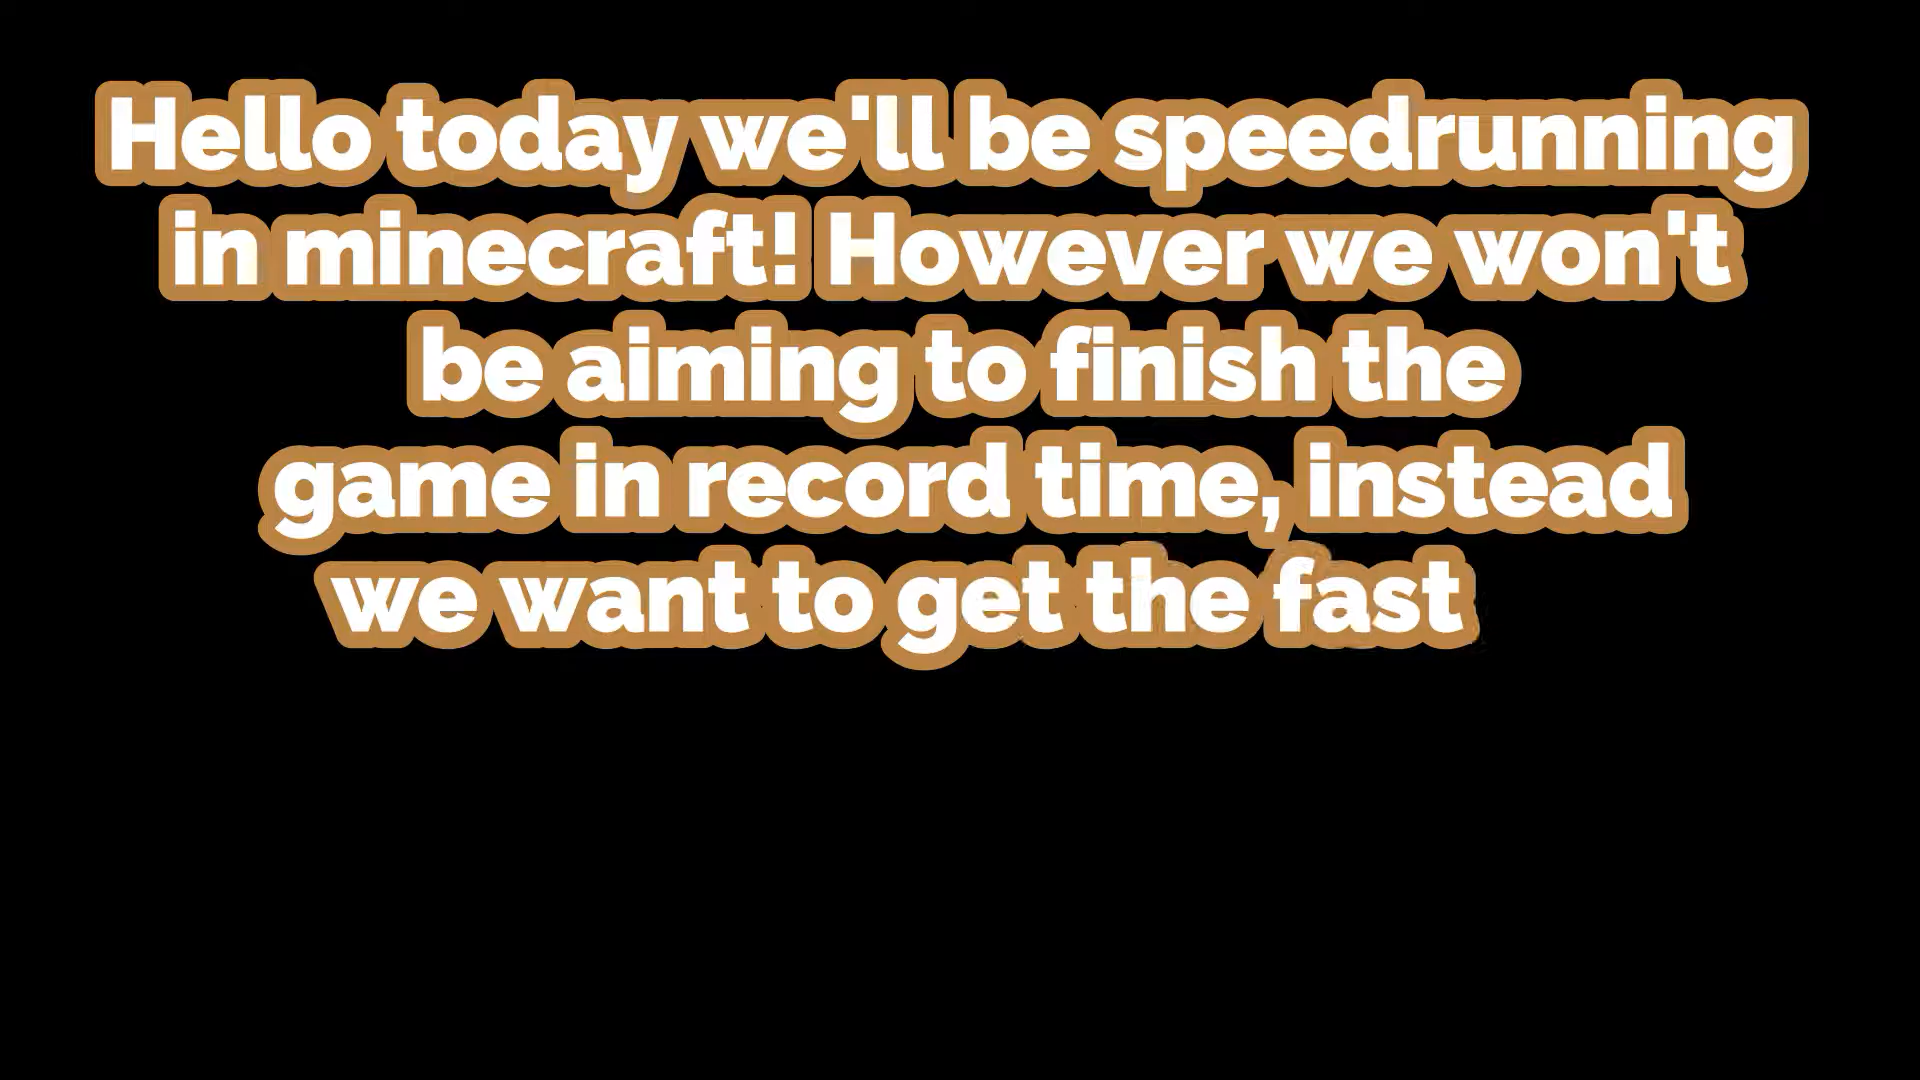 Hello today we'll be speedrunning
in minecraft! However we won't
be aiming to finish the
game in record time, instead
we want to get the fast